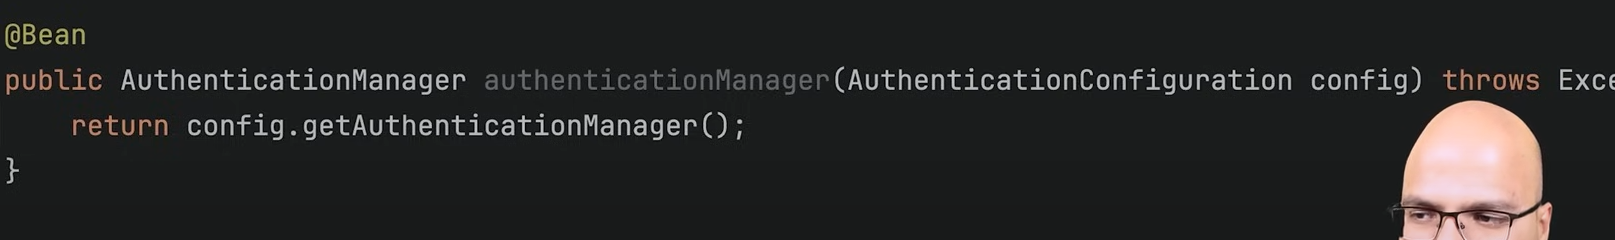 @Bean
public AuthenticationManager authenticationManager(AuthenticationConfiguration config) throws Exce
    return config.getAuthenticationManager();
}